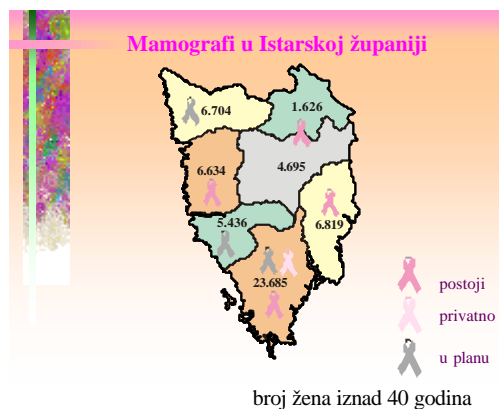 Mamografi u Istarskoj županiji
6.704
1.626
6.634
4.695
5.436
6.819
23.685
postoji
privatno
u planu
broj žena iznad 40 godina